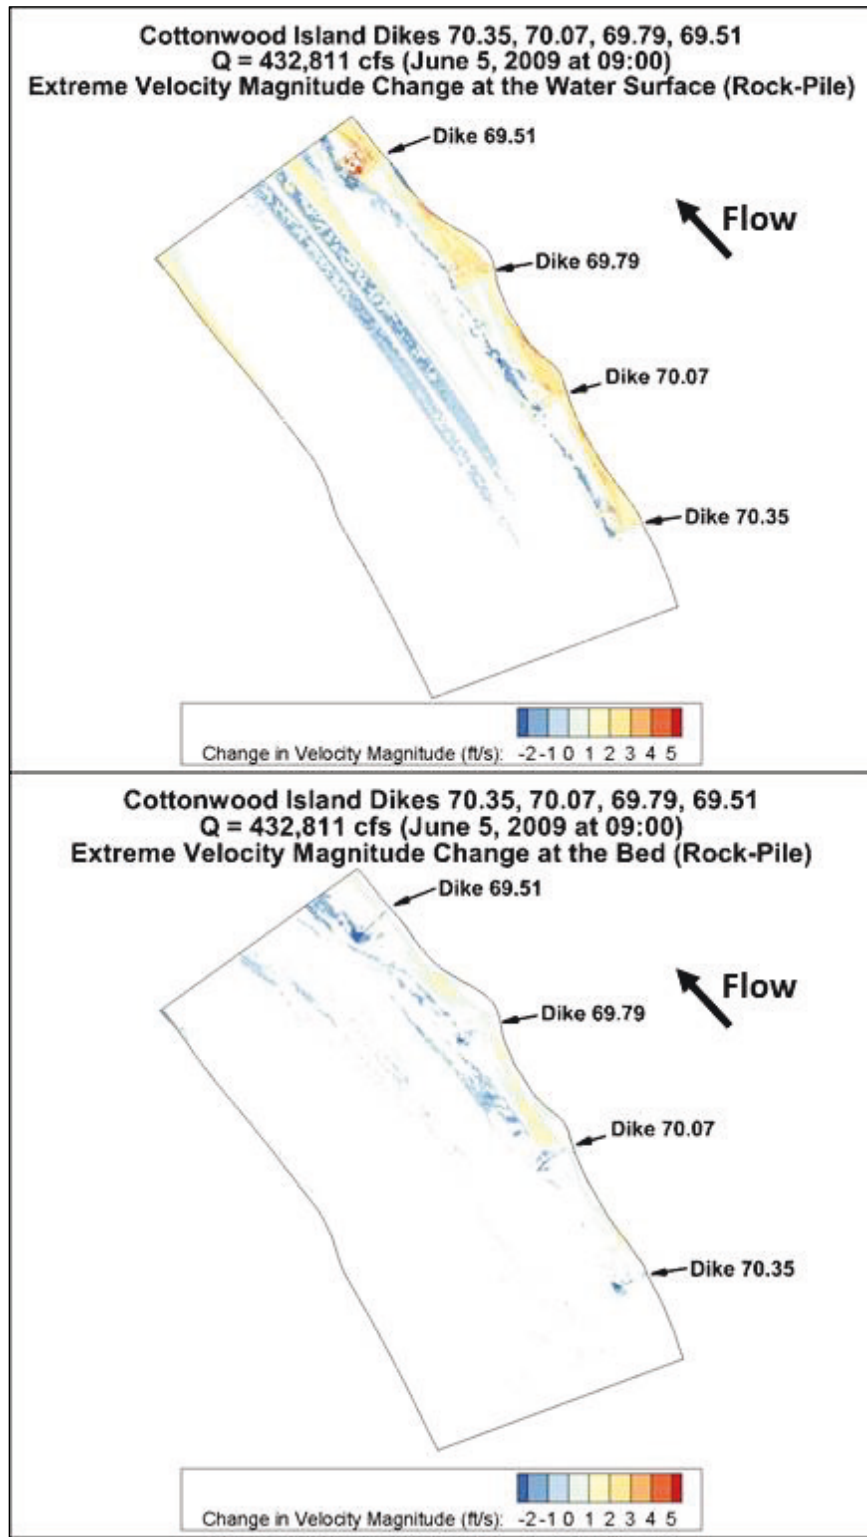 Cottonwood Island Dikes 70.35, 70.07, 69.79, 69.51
Q = 432,811 cfs (June 5, 2009 at 09:00)
Extreme Velocity Magnitude Change at the Water Surface (Rock-Pile)
Dike 69.51
Flow
Dike 69.79
Dike 70.07
Dike 70.35
Change in Velocity Magnitude (ft/s): -2 -1 0 1 2 3 4 5
Cottonwood Island Dikes 70.35, 70.07, 69.79, 69.51
Q = 432,811 cfs (June 5, 2009 at 09:00)
Extreme Velocity Magnitude Change at the Bed (Rock-Pile)
Dike 69.51
Flow
Dike 69.79
Dike 70.07
Dike 70.35
Change in Velocity Magnitude (ft/s): -2 -1 0 1 2 3 4 5